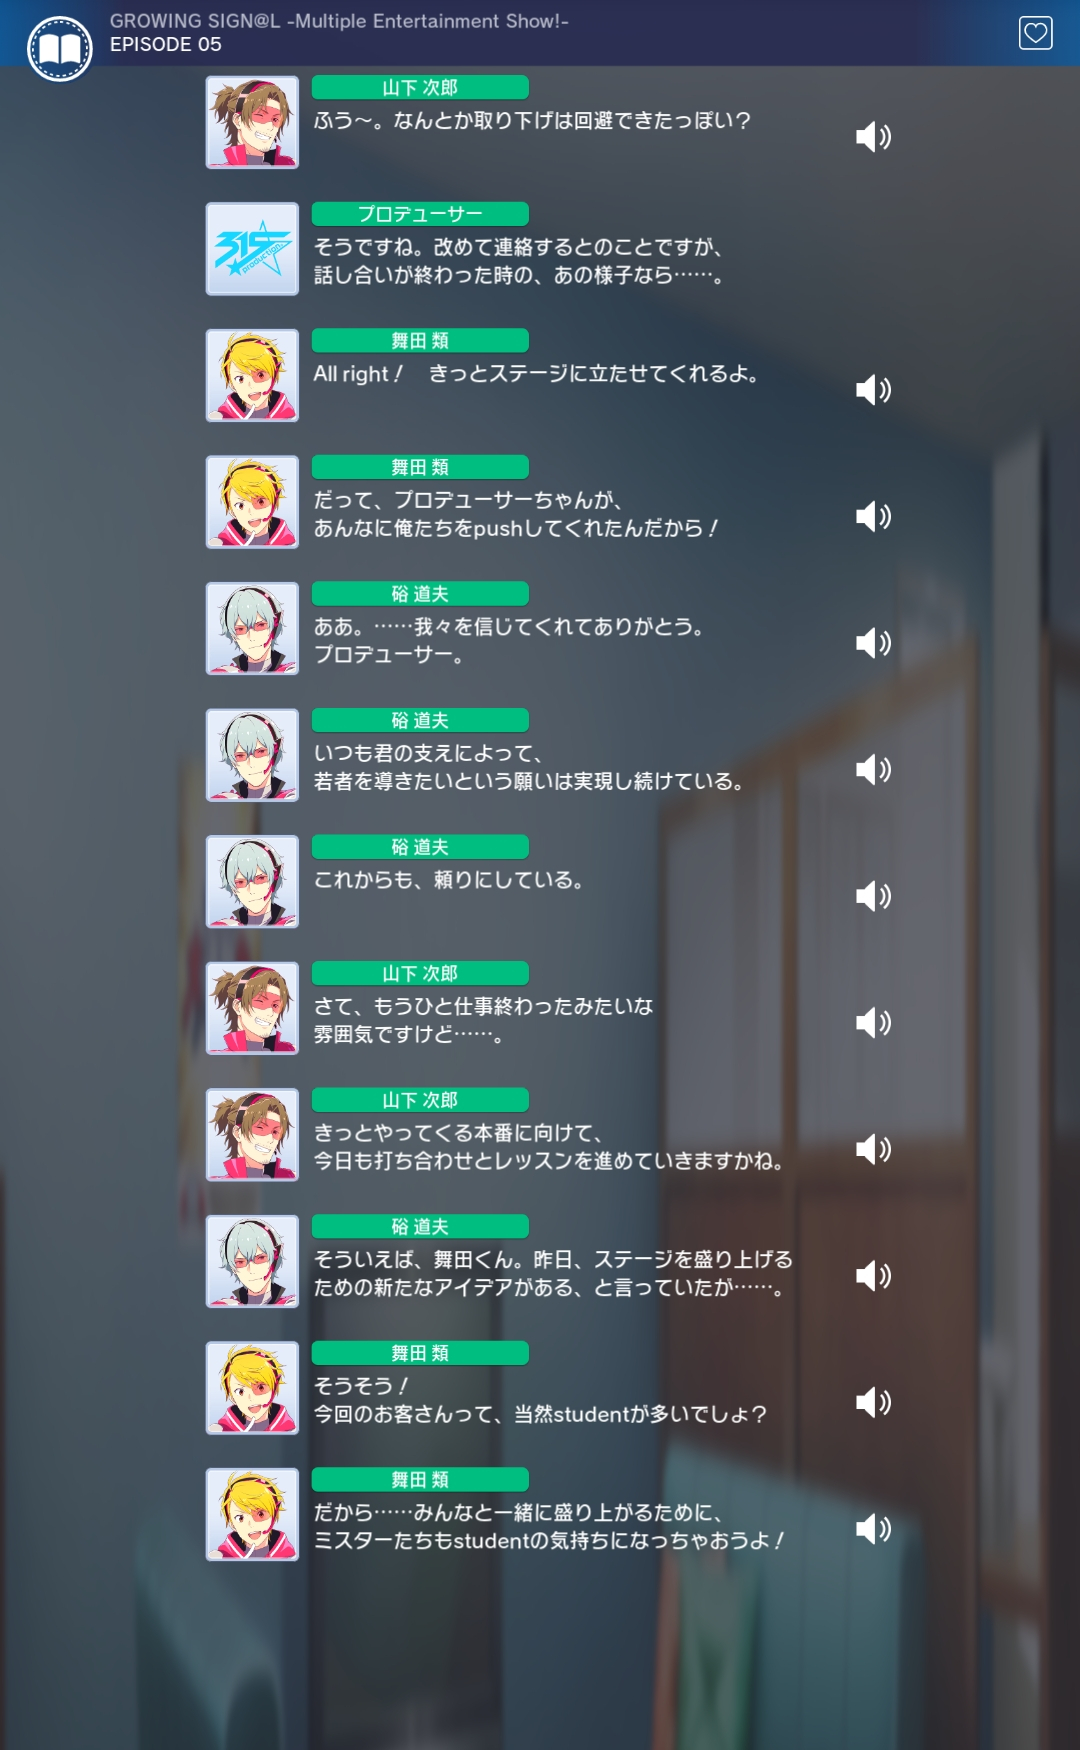 GROWING SIGN@L -Multiple Entertainment Show!-
EPISODE 05
山下 次郎
ふう～。なんとか取り下げは回避できたっぽい？
プロデューサー
315 production
そうですね。改めて連絡するとのことですが、
話し合いが終わった時の、あの様子なら……。
舞田 類
All right！　きっとステージに立たせてくれるよ。
舞田 類
だって、プロデューサーちゃんが、
あんなに俺たちをpushしてくれたんだから！
硲 道夫
ああ。……我々を信じてくれてありがとう。
プロデューサー。
硲 道夫
いつも君の支えによって、
若者を導きたいという願いは実現し続けている。
硲 道夫
これからも、頼りにしている。
山下 次郎
さて、もうひと仕事終わったみたいな
雰囲気ですけど……。
山下 次郎
きっとやってくる本番に向けて、
今日も打ち合わせとレッスンを進めていきますかね。
硲 道夫
そういえば、舞田くん。昨日、ステージを盛り上げる
ための新たなアイデアがある、と言っていたが……。
舞田 類
そうそう！
今回のお客さんって、当然studentが多いでしょ？
舞田 類
だから……みんなと一緒に盛り上がるために、
ミスターたちもstudentの気持ちになっちゃおうよ！